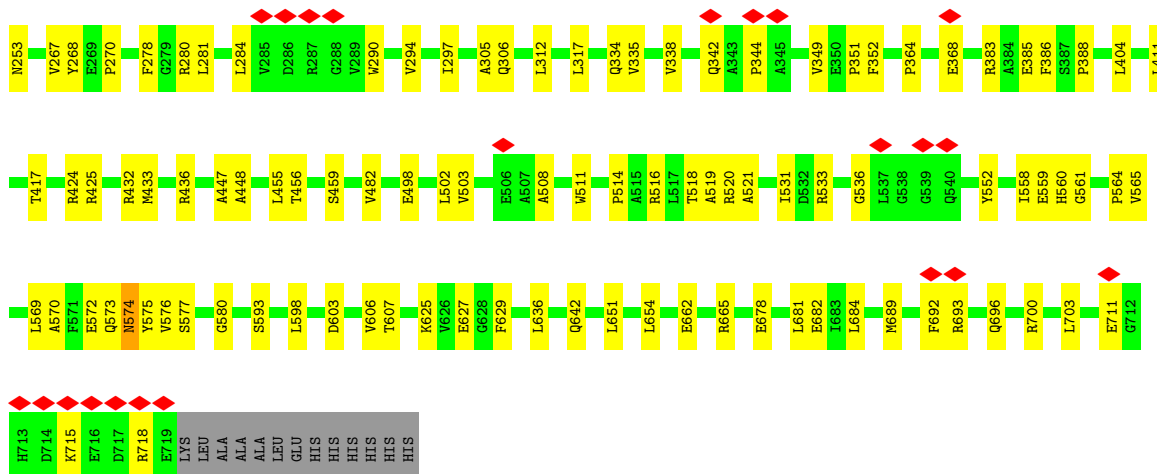 N253 V267 Y268 E269 P270 F278 G279 R280 L281 L284 V285 D286 R287 G288 V289 W290 V294 I297 A305 Q306 L312 L317 Q334 V335 V338 Q342 A343 P344 A345 V349 E350 P351 F352 P364 E368 R383 A384 E385 F386 S387 P388 L404
T417 R424 R425 R432 M433 R436 A447 A448 L455 T456 S459 V482 E498 L502 V503 E506 A507 A508 W511 P514 A515 R516 L517 T518 A519 R520 A521 I531 D532 R533 G536 L537 G538 G539 Q540 Y552 I558 E559 H560 G561 P564 V565
L569 A570 F571 E572 Q573 N574 Y575 V576 S577 G580 S593 L598 D603 V606 T607 K625 V626 E627 G628 F629 L636 Q642 L651 L654 E662 R665 E678 L681 E682 I683 L684 M689 F692 R693 Q696 R700 L703 E711 G712
H713 D714 K715 E716 D717 R718 E719 LYS LEU ALA ALA ALA LEU GLU HIS HIS HIS HIS HIS HIS